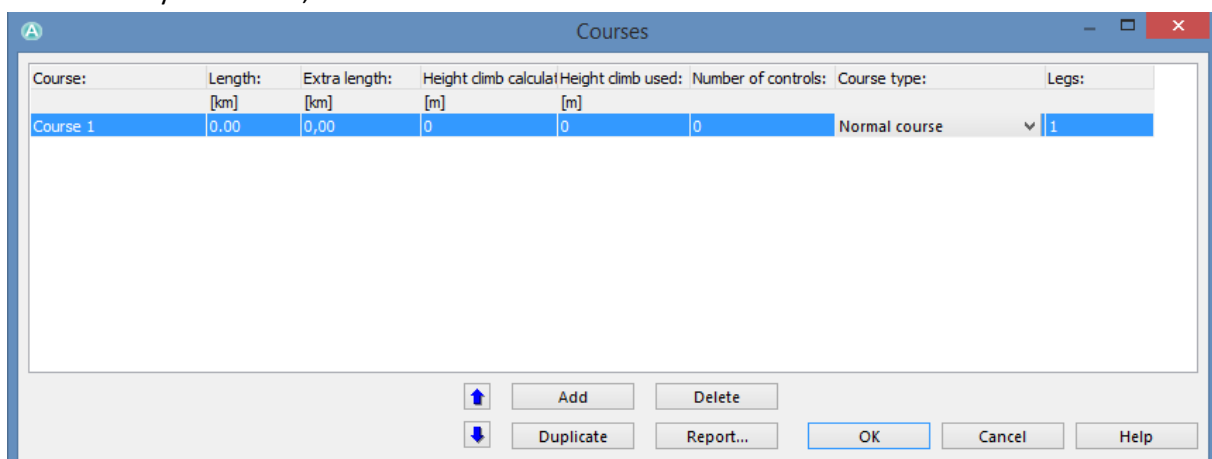 Courses
Course: Length: Extra length: Height climb calculat Height climb used: Number of controls: Course type: Legs:
[km] [km] [m] [m]
Course 1 0.00 0,00 0 0 0 Normal course 1
Add Delete
Duplicate Report... OK Cancel Help